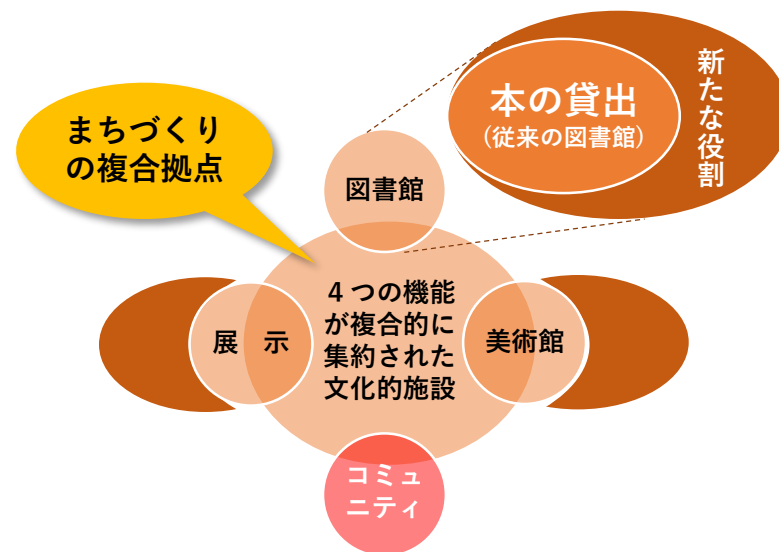 まちづくり
の複合拠点
本の貸出
(従来の図書館)
新たな役割
図書館
４つの機能
が複合的に
集約された
文化的施設
展　示
美術館
コミュ
ニティ